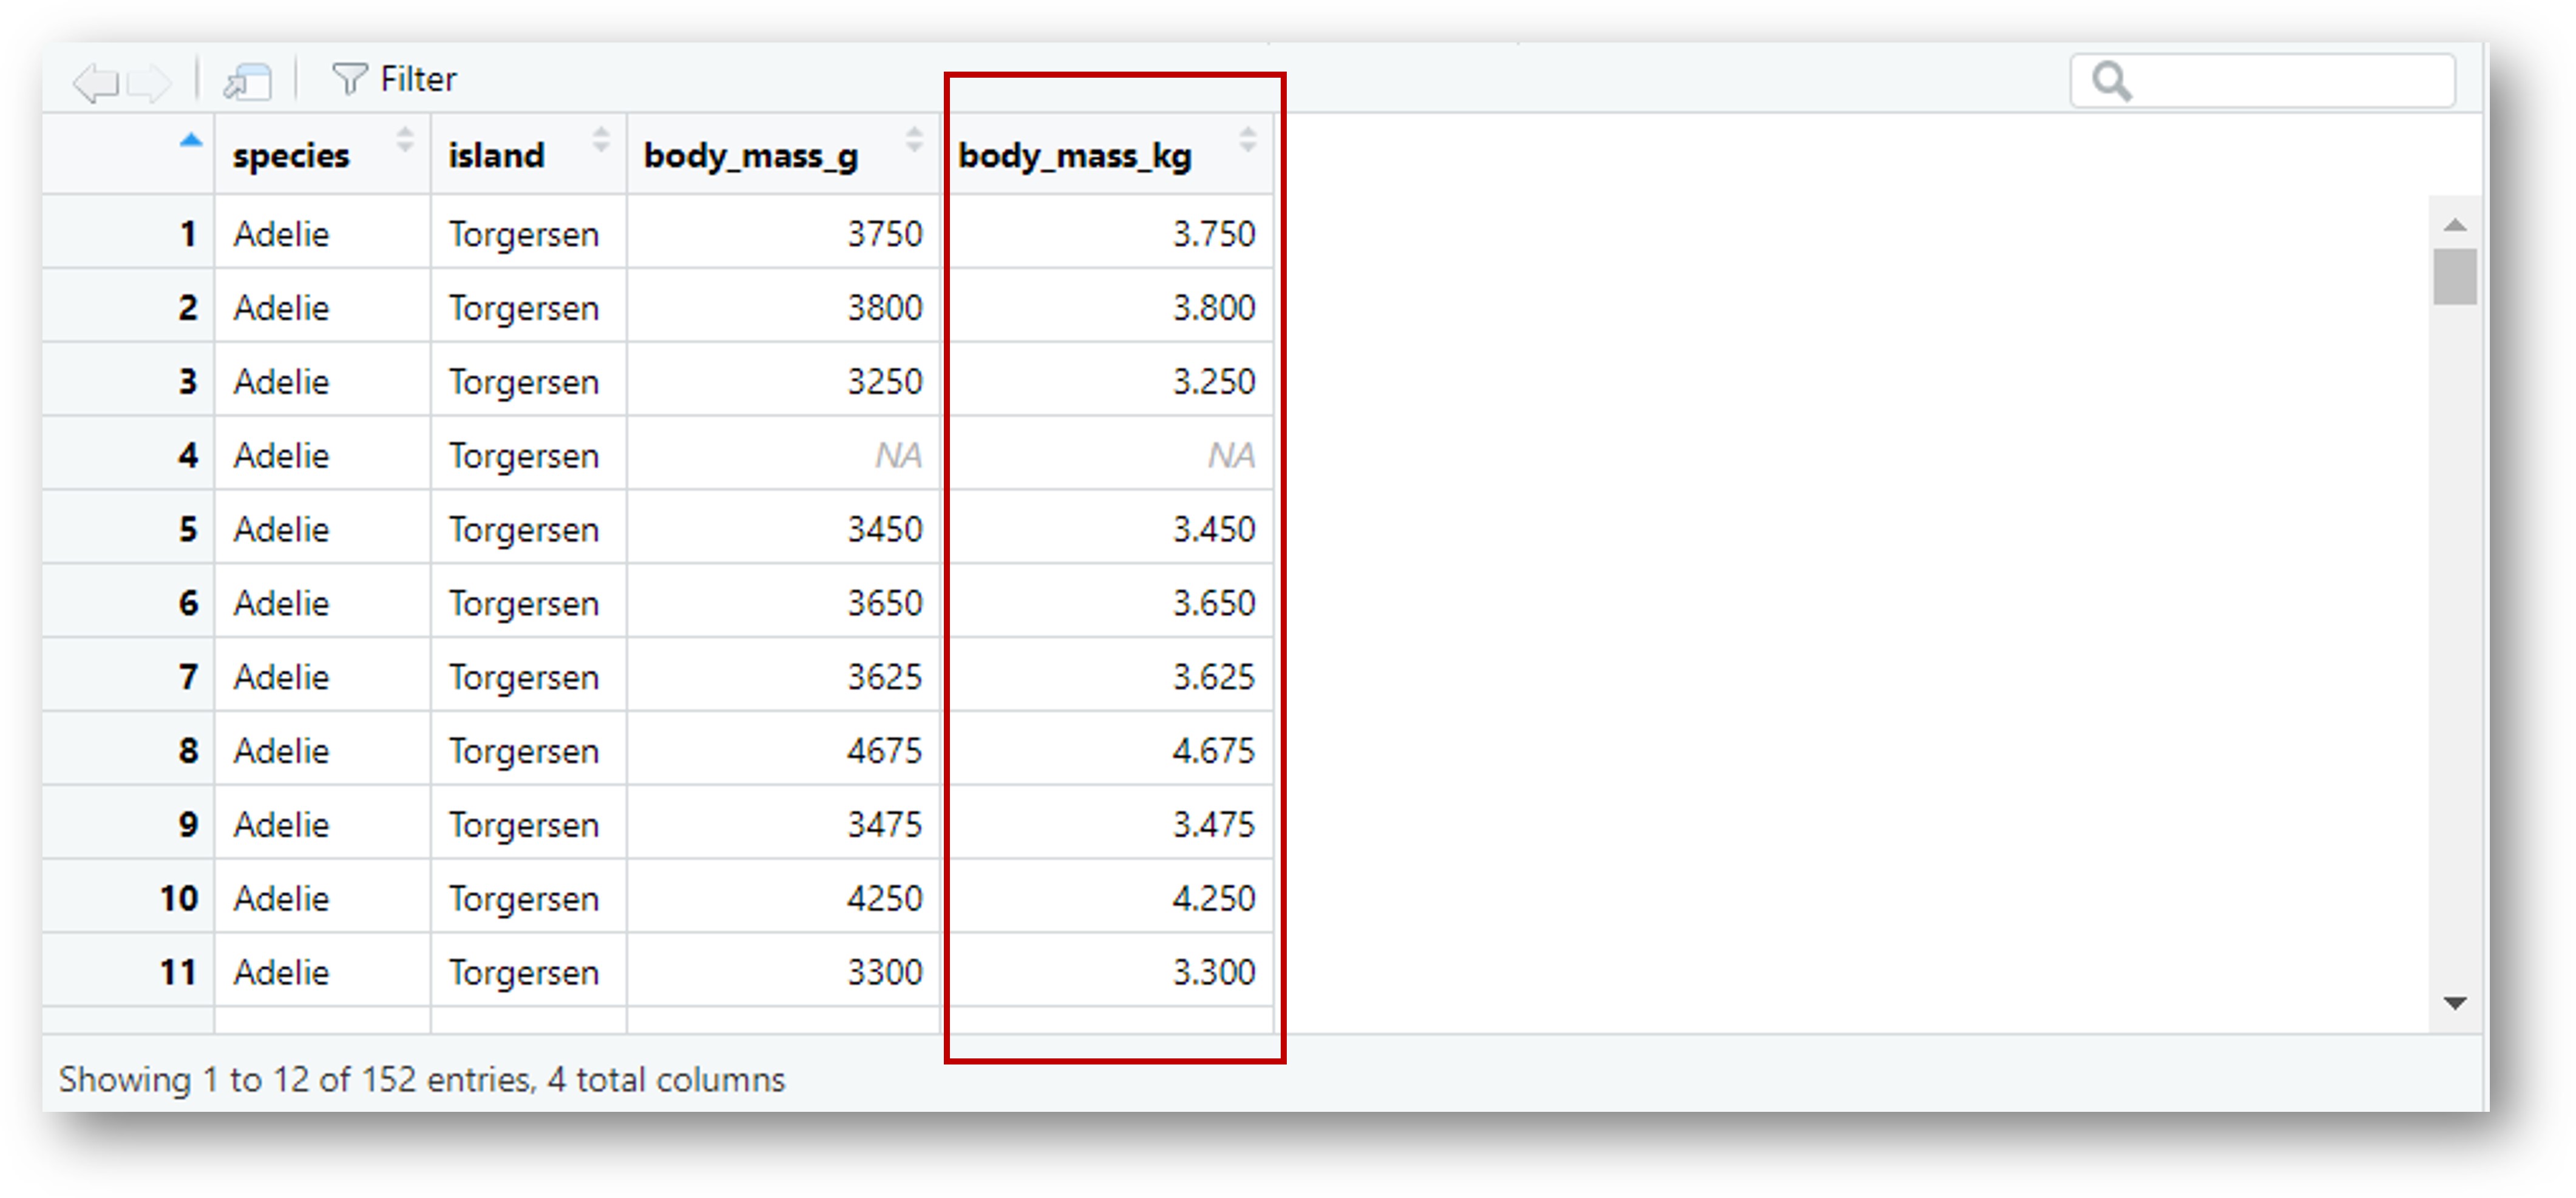 Filter
species island body_mass_g body_mass_kg
1 Adelie Torgersen 3750 3.750
2 Adelie Torgersen 3800 3.800
3 Adelie Torgersen 3250 3.250
4 Adelie Torgersen NA NA
5 Adelie Torgersen 3450 3.450
6 Adelie Torgersen 3650 3.650
7 Adelie Torgersen 3625 3.625
8 Adelie Torgersen 4675 4.675
9 Adelie Torgersen 3475 3.475
10 Adelie Torgersen 4250 4.250
11 Adelie Torgersen 3300 3.300
Showing 1 to 12 of 152 entries, 4 total columns